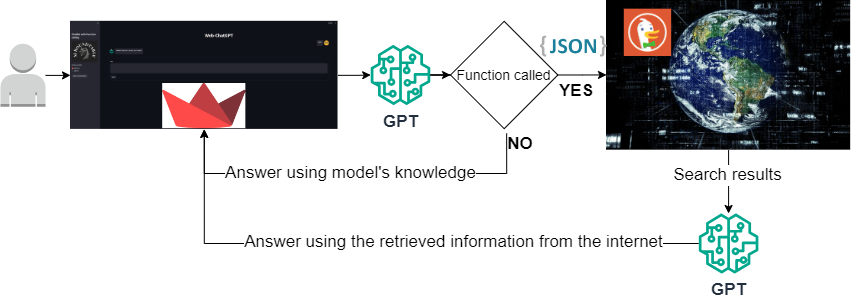 Web ChatGPT
{JSON}
Function called
YES
GPT
NO
Answer using model's knowledge
Search results
Answer using the retrieved information from the internet
GPT